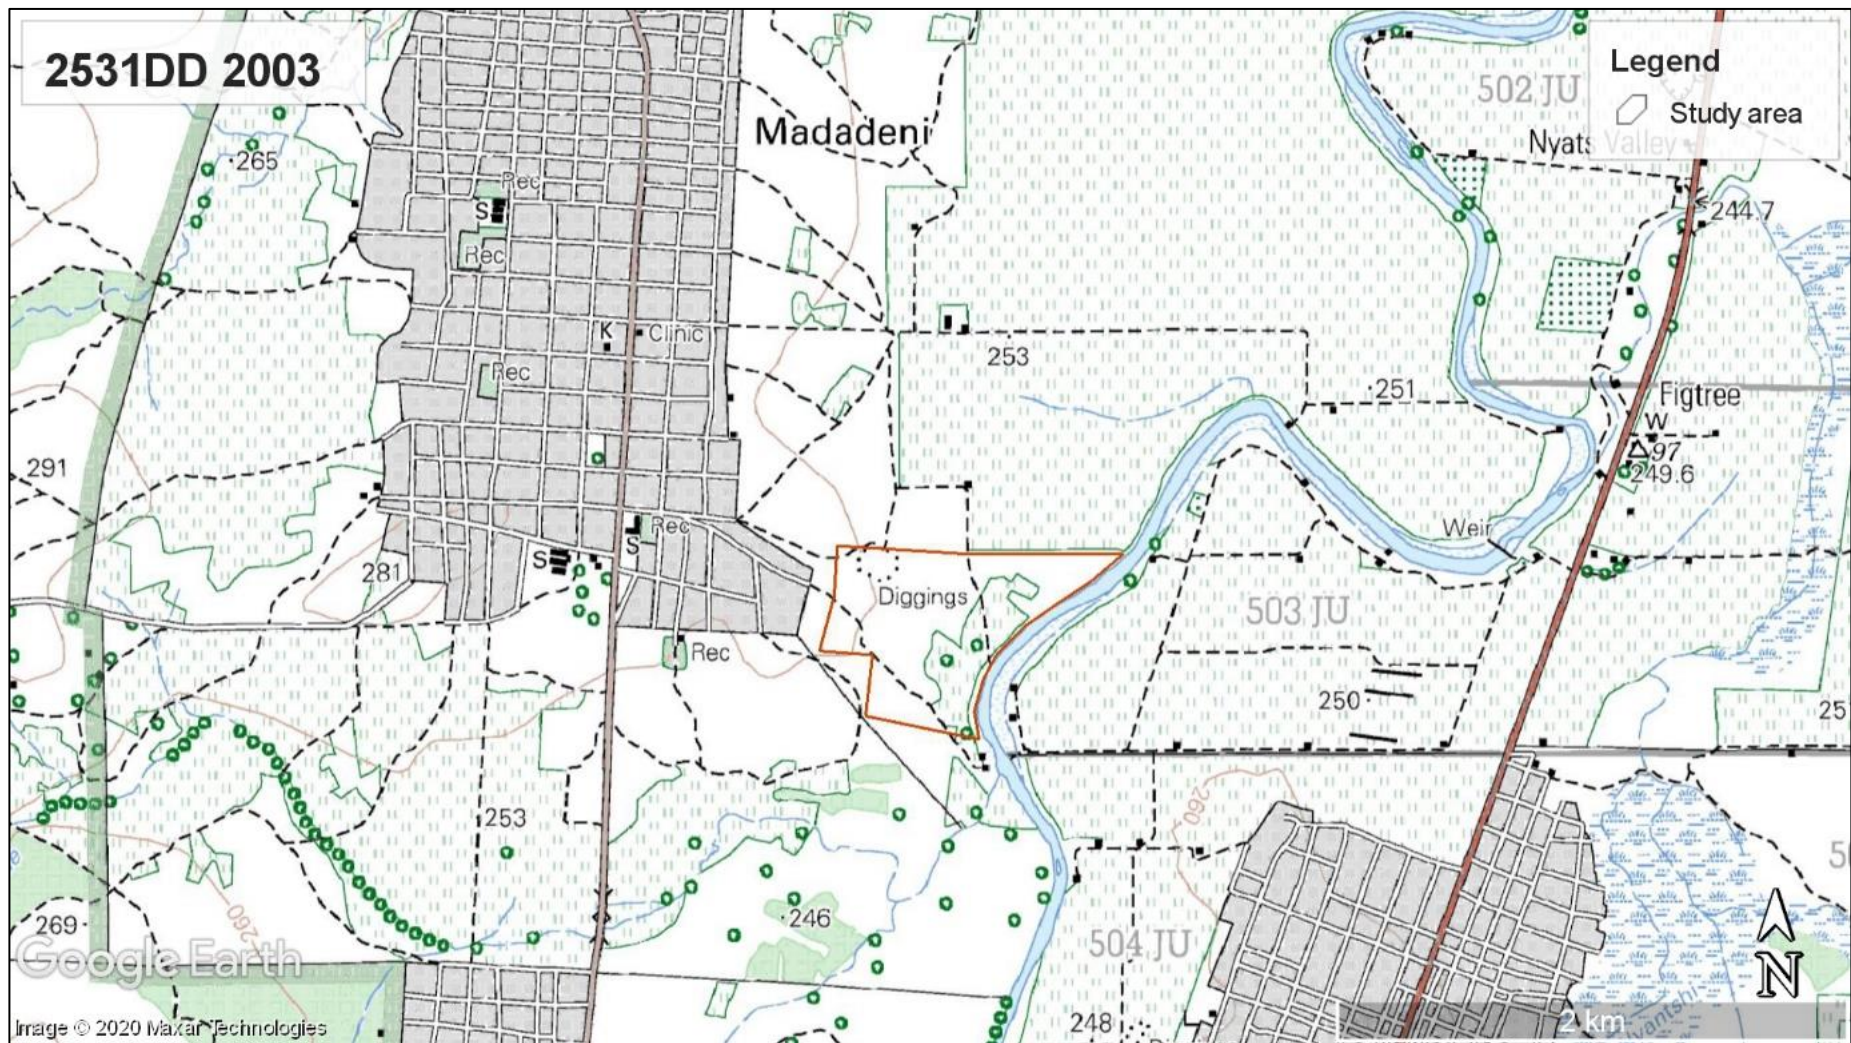 2531DD 2003
Legend
Study area
502 JU
Madadeni
265
Rec
S
Rec
244.7
K
Clinic
253
Rec
251
Figtree
W
97
249.6
291
Rec
S
S
Weir
281
Diggings
503 JU
Rec
250
25
253
260
269
260
246
504 JU
248
N
Google Earth
Image © 2020 Maxar Technologies
2 km